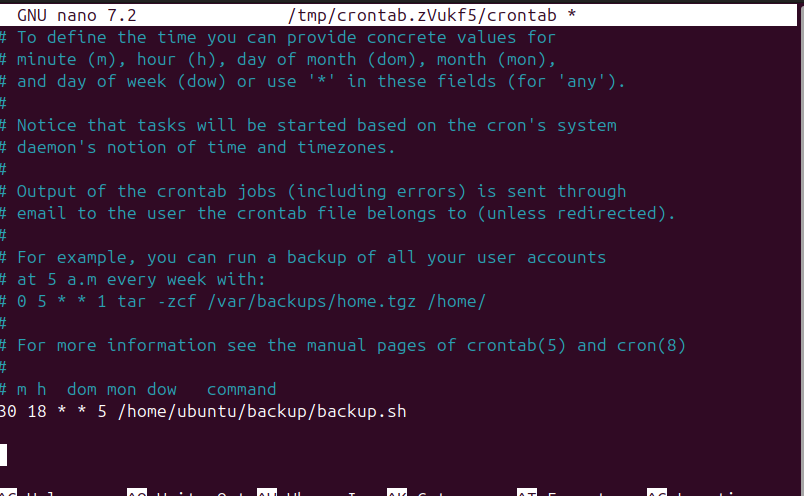 GNU nano 7.2 /tmp/crontab.zVukf5/crontab *
# To define the time you can provide concrete values for
# minute (m), hour (h), day of month (dom), month (mon),
# and day of week (dow) or use '*' in these fields (for 'any').
#
# Notice that tasks will be started based on the cron's system
# daemon's notion of time and timezones.
#
# Output of the crontab jobs (including errors) is sent through
# email to the user the crontab file belongs to (unless redirected).
#
# For example, you can run a backup of all your user accounts
# at 5 a.m every week with:
# 0 5 * * 1 tar -zcf /var/backups/home.tgz /home/
#
# For more information see the manual pages of crontab(5) and cron(8)
#
# m h  dom mon dow   command
30 18 * * 5 /home/ubuntu/backup/backup.sh